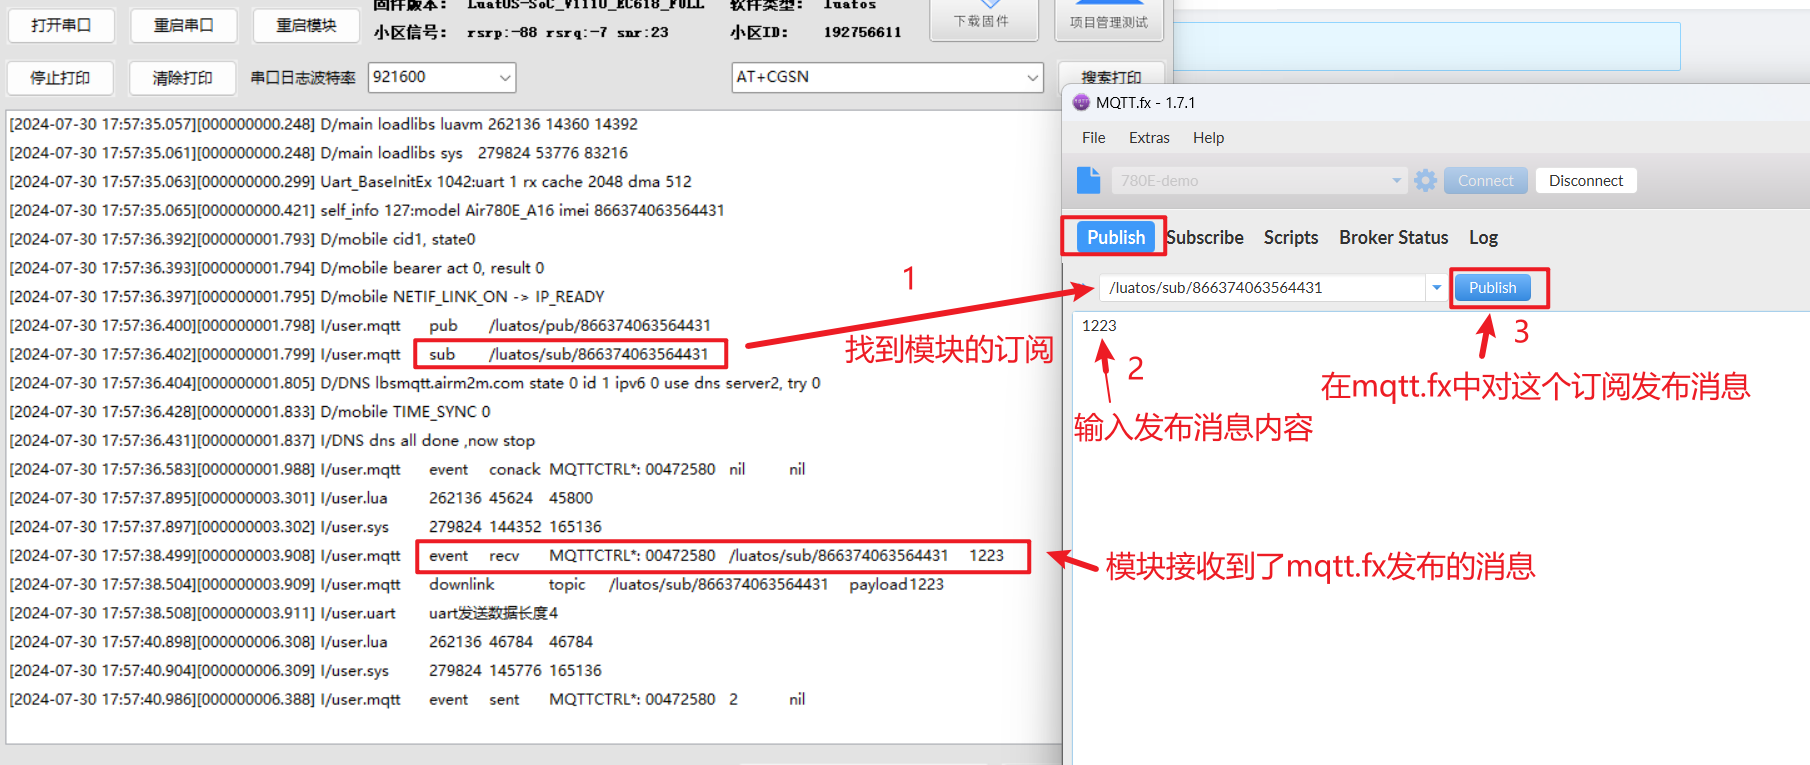 固件版本： LuatOS-SoC_V1110_EC618_FULL 软件类型： luatos
打开串口 重启串口 重启模块 下载固件 项目管理测试
小区信号： rsrp:-88 rsrq:-7 snr:23 小区ID： 192756611
停止打印 清除打印 串口日志波特率 921600 AT+CGSN 搜索打印
[2024-07-30 17:57:35.057][000000000.248] D/main loadlibs luavm 262136 14360 14392
[2024-07-30 17:57:35.061][000000000.248] D/main loadlibs sys 279824 53776 83216
[2024-07-30 17:57:35.063][000000000.299] Uart_BaseInitEx 1042:uart 1 rx cache 2048 dma 512
[2024-07-30 17:57:35.065][000000000.421] self_info 127:model Air780E_A16 imei 866374063564431
[2024-07-30 17:57:36.392][000000001.793] D/mobile cid1, state0
[2024-07-30 17:57:36.393][000000001.794] D/mobile bearer act 0, result 0
[2024-07-30 17:57:36.397][000000001.795] D/mobile NETIF_LINK_ON -> IP_READY
[2024-07-30 17:57:36.400][000000001.798] I/user.mqtt pub /luatos/pub/866374063564431
[2024-07-30 17:57:36.402][000000001.799] I/user.mqtt sub /luatos/sub/866374063564431
[2024-07-30 17:57:36.404][000000001.805] D/DNS lbsmqtt.airm2m.com state 0 id 1 ipv6 0 use dns server2, try 0
[2024-07-30 17:57:36.428][000000001.833] D/mobile TIME_SYNC 0
[2024-07-30 17:57:36.431][000000001.837] I/DNS dns all done ,now stop
[2024-07-30 17:57:36.583][000000001.988] I/user.mqtt event conack MQTTCTRL*: 00472580 nil nil
[2024-07-30 17:57:37.895][000000003.301] I/user.lua 262136 45624 45800
[2024-07-30 17:57:37.897][000000003.302] I/user.sys 279824 144352 165136
[2024-07-30 17:57:38.499][000000003.908] I/user.mqtt event recv MQTTCTRL*: 00472580 /luatos/sub/866374063564431 1223
[2024-07-30 17:57:38.504][000000003.909] I/user.mqtt downlink topic /luatos/sub/866374063564431 payload1223
[2024-07-30 17:57:38.508][000000003.911] I/user.uart uart发送数据长度4
[2024-07-30 17:57:40.898][000000006.308] I/user.lua 262136 46784 46784
[2024-07-30 17:57:40.904][000000006.309] I/user.sys 279824 145776 165136
[2024-07-30 17:57:40.986][000000006.388] I/user.mqtt event sent MQTTCTRL*: 00472580 2 nil
1
找到模块的订阅
MQTT.fx - 1.7.1
File Extras Help
780E-demo Connect Disconnect
Publish Subscribe Scripts Broker Status Log
/luatos/sub/866374063564431 Publish
1223
2
输入发布消息内容
3
在mqtt.fx中对这个订阅发布消息
模块接收到了mqtt.fx发布的消息